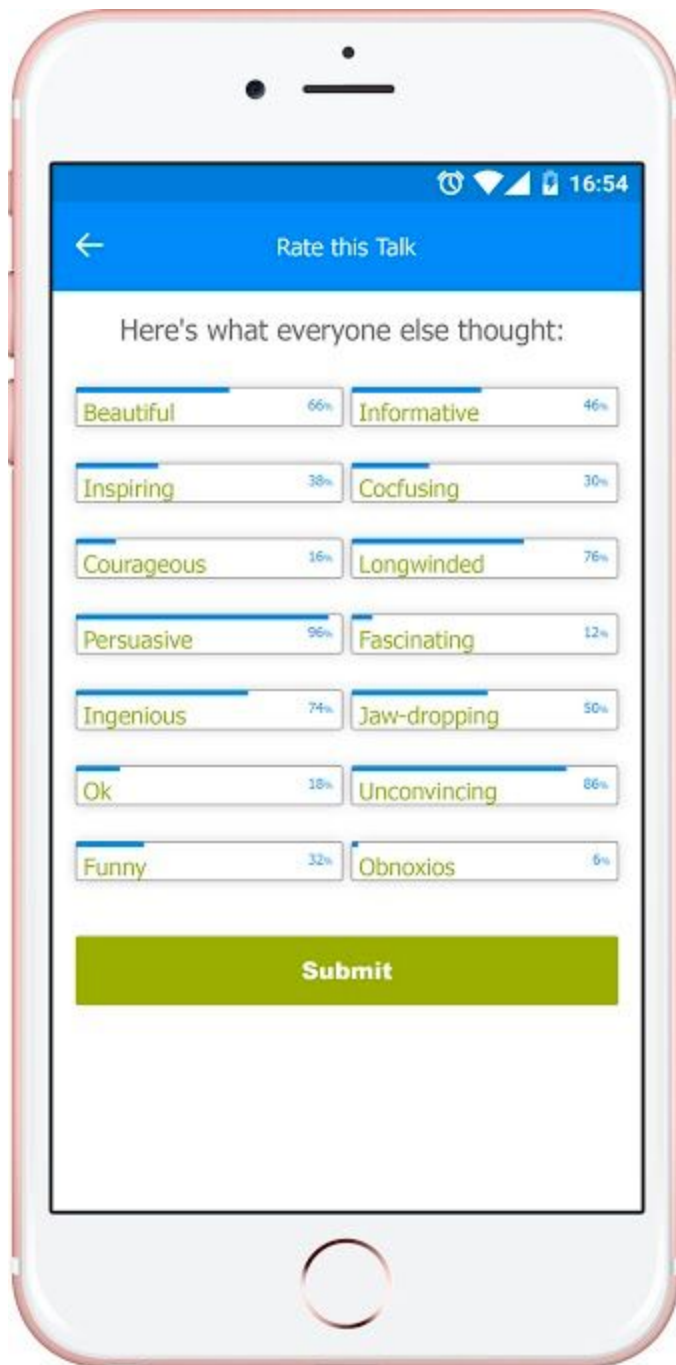 16:54
Rate this Talk
Here's what everyone else thought:
Beautiful 66% Informative 46%
Inspiring 38% Cocfusing 30%
Courageous 16% Longwinded 76%
Persuasive 96% Fascinating 12%
Ingenious 74% Jaw-dropping 50%
Ok 18% Unconvincing 86%
Funny 32% Obnoxios 6%
Submit